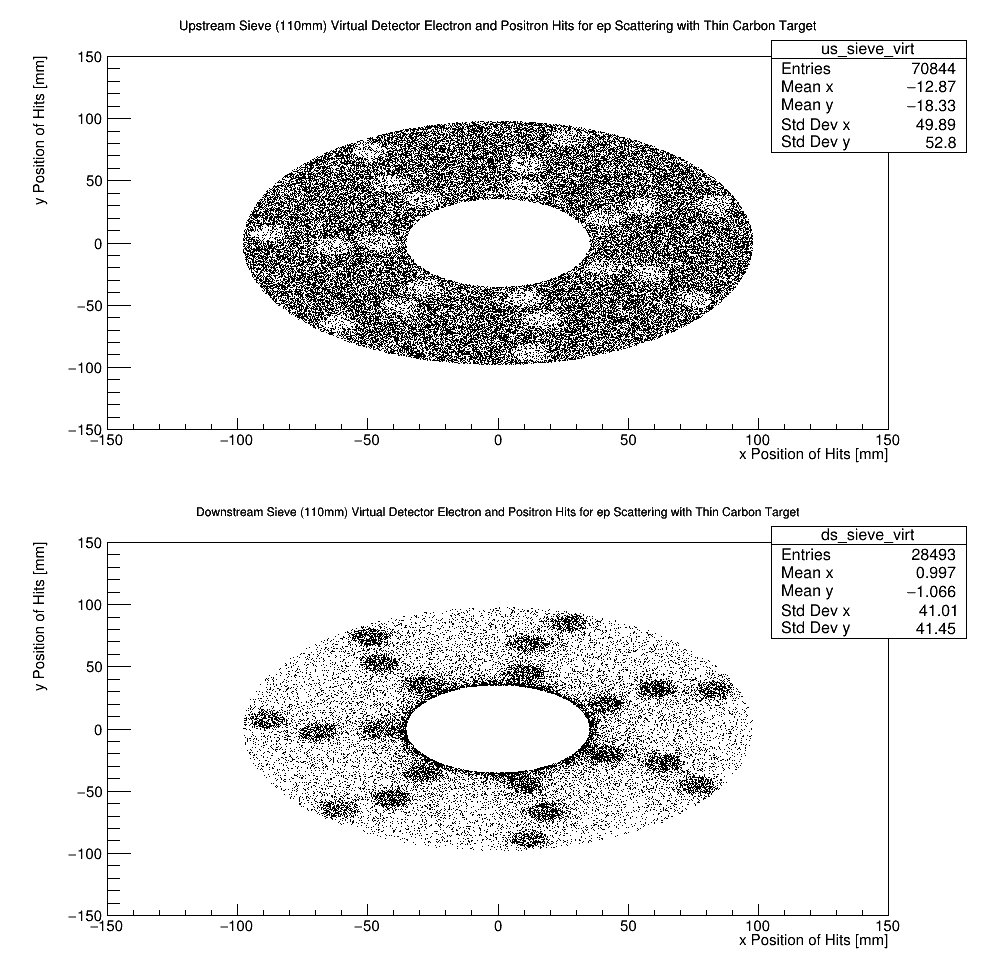 Upstream Sieve (110mm) Virtual Detector Electron and Positron Hits for ep Scattering with Thin Carbon Target
us_sieve_virt
Entries 70844
Mean x −12.87
Mean y −18.33
Std Dev x 49.89
Std Dev y 52.8
y Position of Hits [mm]
150
100
50
0
−50
−100
−150
−150 −100 −50 0 50 100 150
x Position of Hits [mm]
Downstream Sieve (110mm) Virtual Detector Electron and Positron Hits for ep Scattering with Thin Carbon Target
ds_sieve_virt
Entries 28493
Mean x 0.997
Mean y −1.066
Std Dev x 41.01
Std Dev y 41.45
y Position of Hits [mm]
150
100
50
0
−50
−100
−150
−150 −100 −50 0 50 100 150
x Position of Hits [mm]